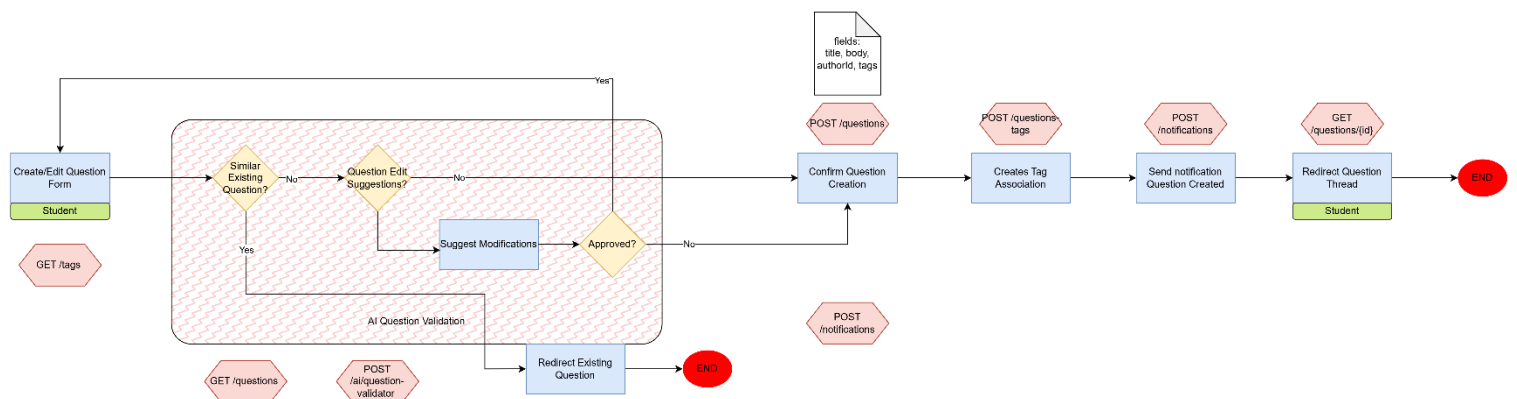 fields:
title, body,
authorId, tags
Yes
POST /questions
POST /questions-
tags
POST
/notifications
GET
/questions/{id}
Create/Edit Question
Form
Student
Similar
Existing
Question?
No
Question Edit
Suggestions?
No
Confirm Question
Creation
Creates Tag
Association
Send notification
Question Created
Redirect Question
Thread
Student
END
Yes
Suggest Modifications
Approved?
No
GET /tags
AI Question Validation
POST
/notifications
GET /questions
POST
/ai/question-
validator
Redirect Existing
Question
END